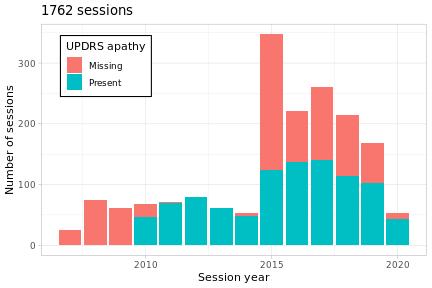 1762 sessions
UPDRS apathy
Missing
Present
Number of sessions
300
200
100
0
2010
2015
2020
Session year